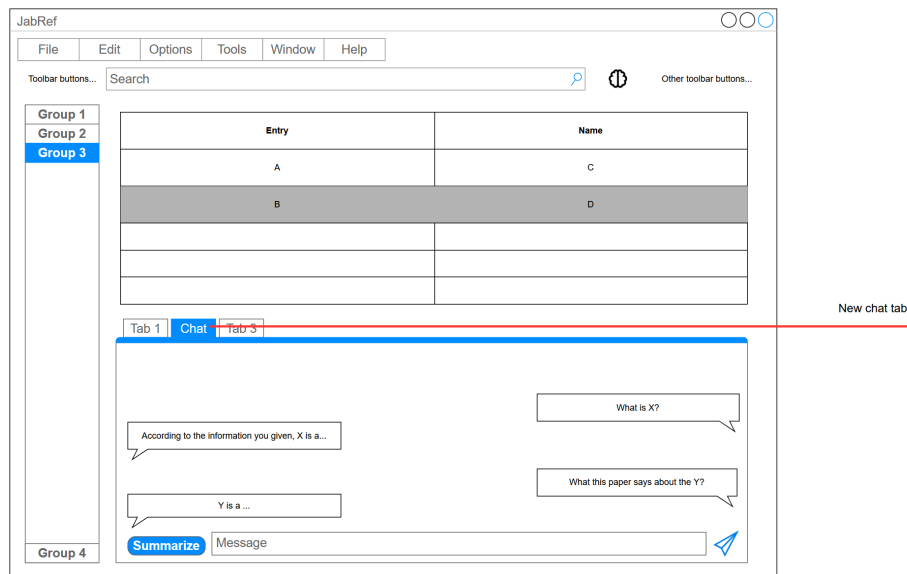 JabRef
File Edit Options Tools Window Help
Toolbar buttons... Search Other toolbar buttons...
Group 1
Group 2
Group 3
Entry Name
A C
B D
New chat tab
Tab 1 Chat Tab 3
What is X?
According to the information you given, X is a...
What this paper says about the Y?
Y is a ...
Summarize Message
Group 4